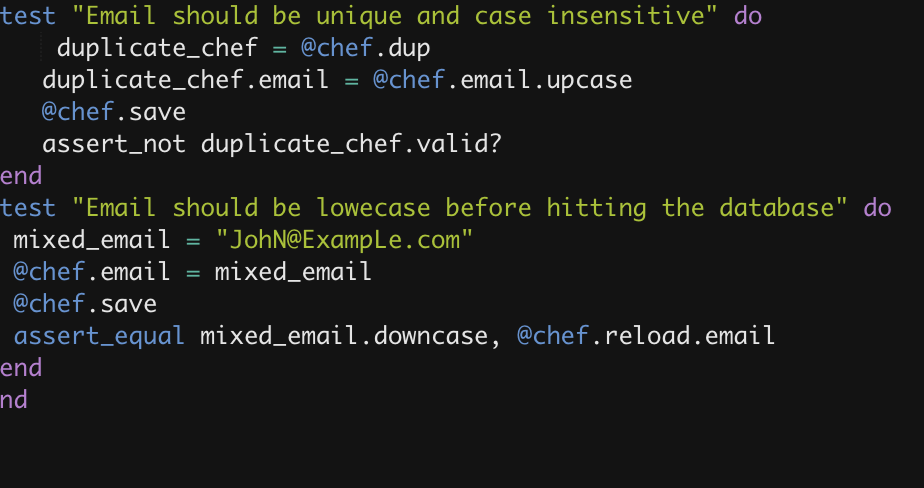 test "Email should be unique and case insensitive" do
duplicate_chef = @chef.dup
duplicate_chef.email = @chef.email.upcase
@chef.save
assert_not duplicate_chef.valid?
end
test "Email should be lowecase before hitting the database" do
mixed_email = "JohN@ExampLe.com"
@chef.email = mixed_email
@chef.save
assert_equal mixed_email.downcase, @chef.reload.email
end
nd